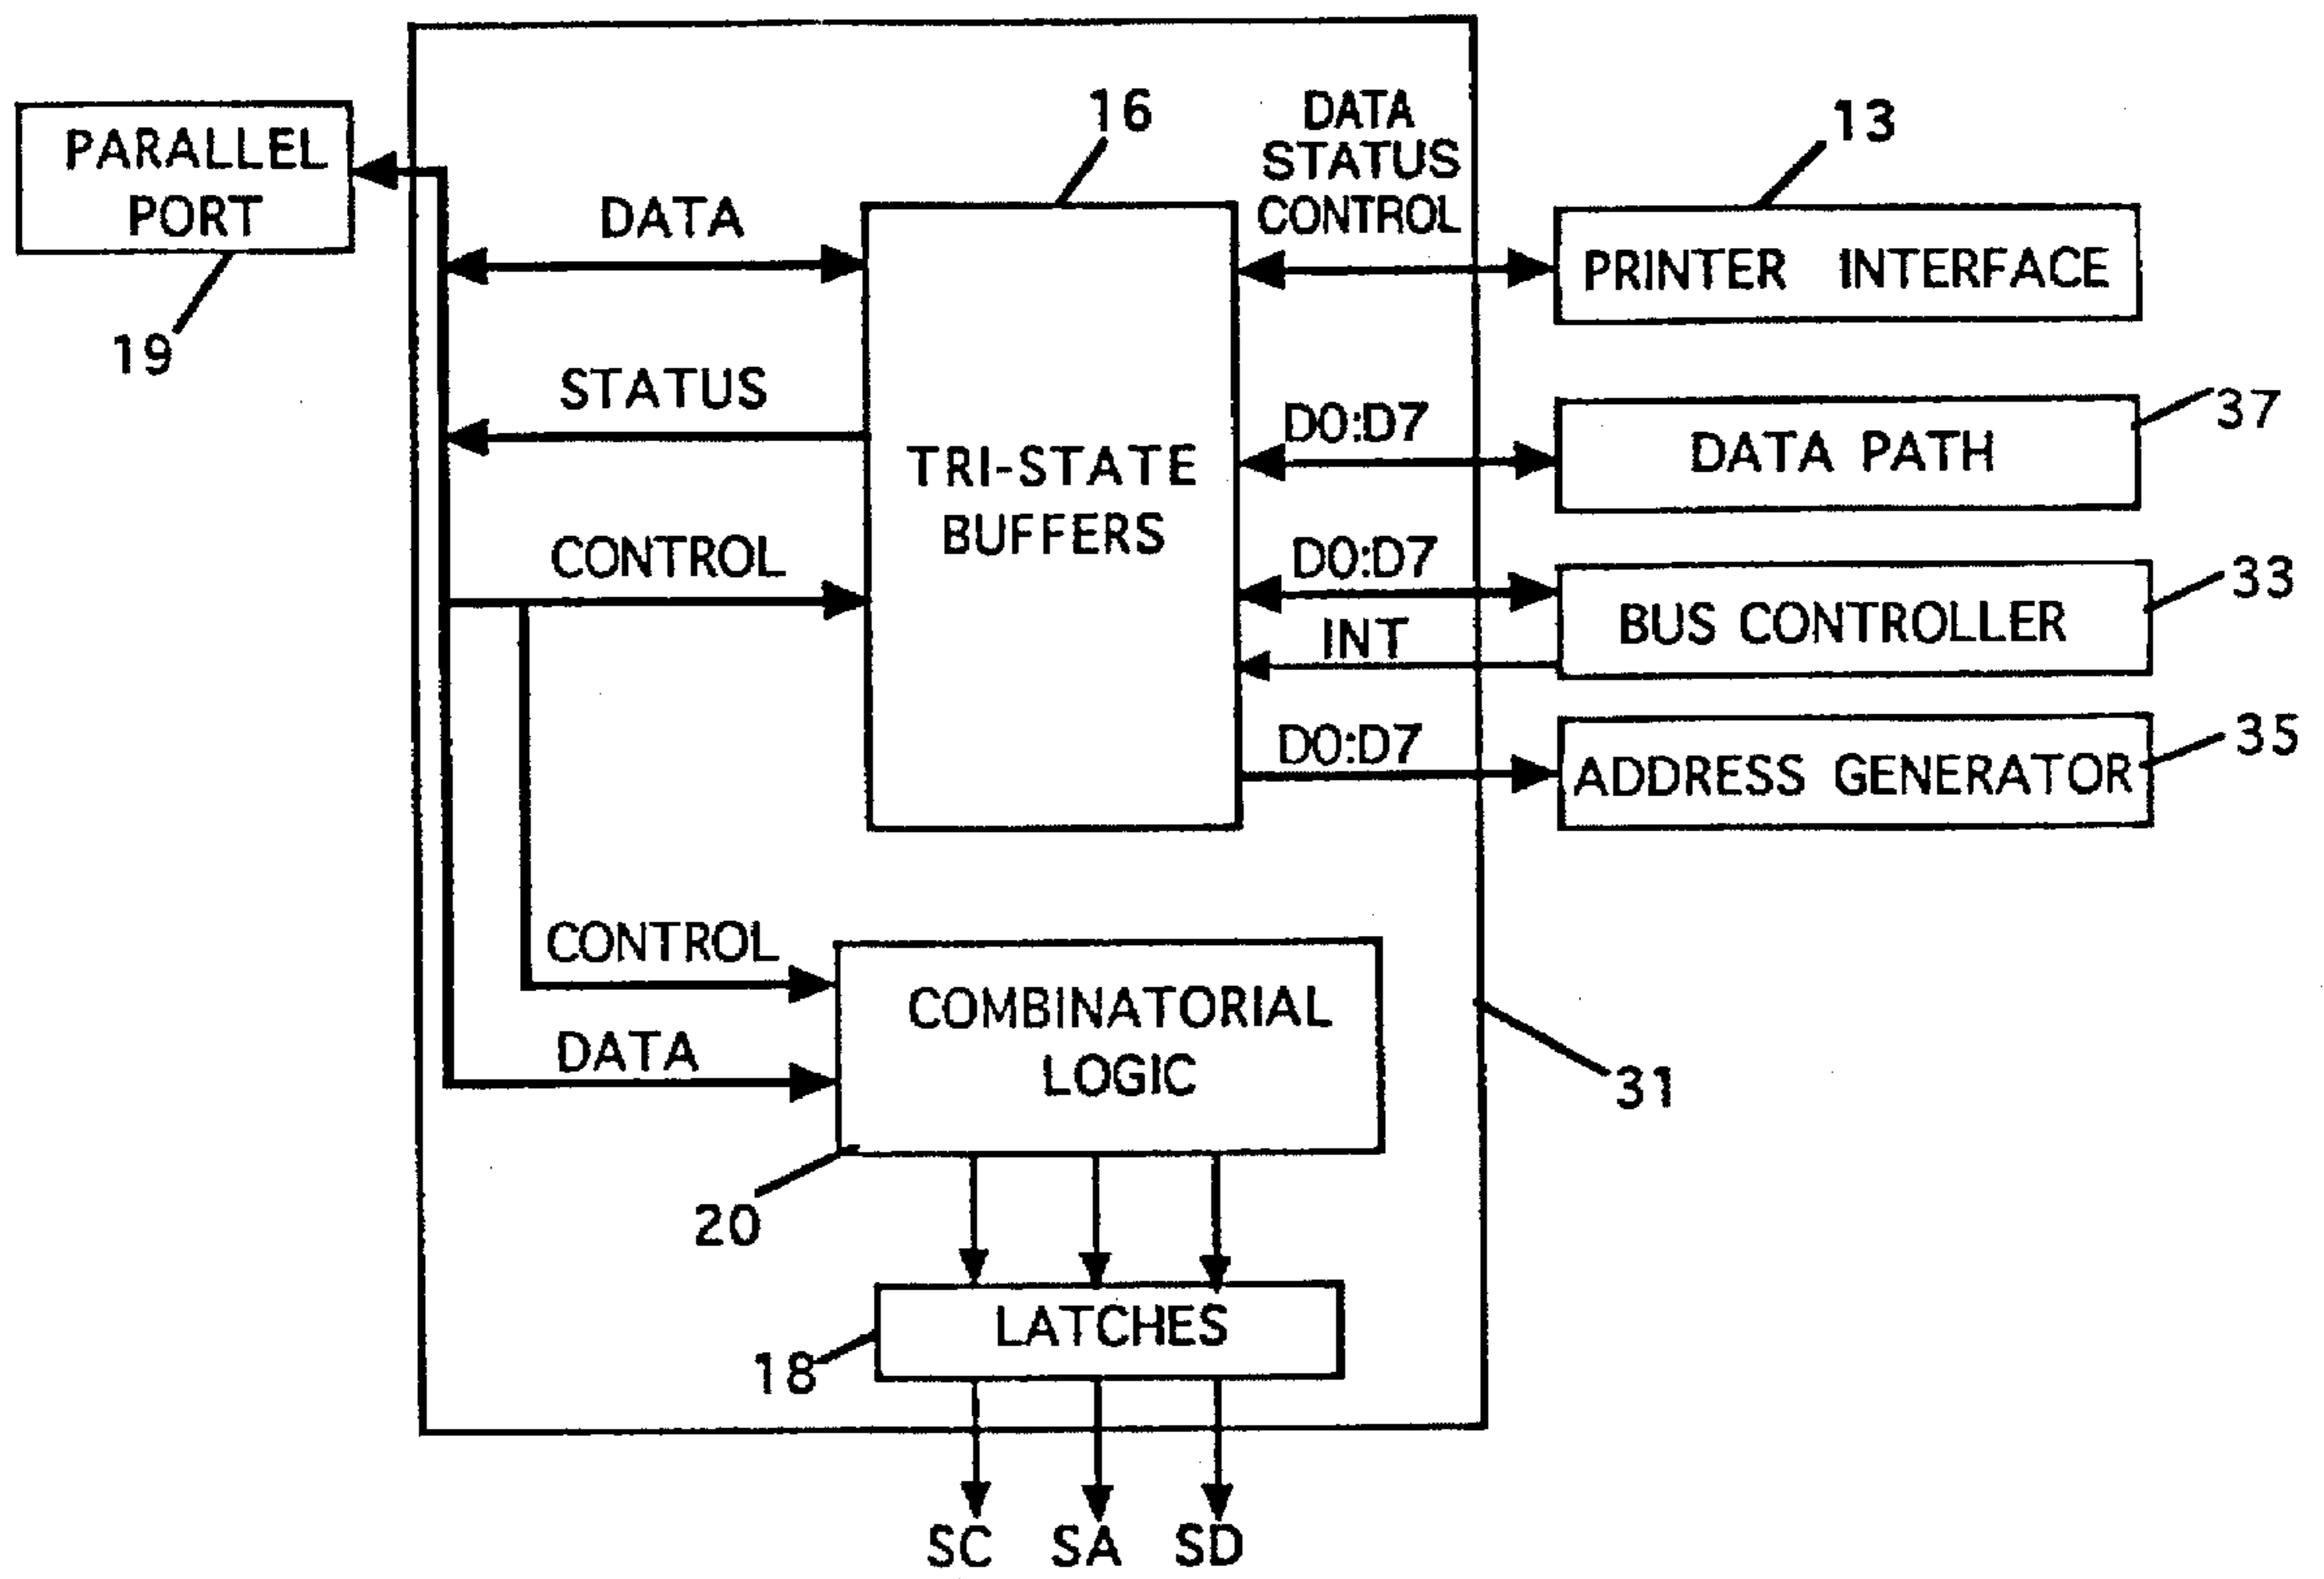 16
DATA
STATUS
CONTROL
13
PARALLEL
PORT
19
DATA
PRINTER INTERFACE
STATUS
TRI-STATE
BUFFERS
D0:D7
DATA PATH
37
CONTROL
D0:D7
INT
BUS CONTROLLER
33
D0:D7
ADDRESS GENERATOR
35
CONTROL
DATA
COMBINATORIAL
LOGIC
31
20
LATCHES
18
SC SA SD